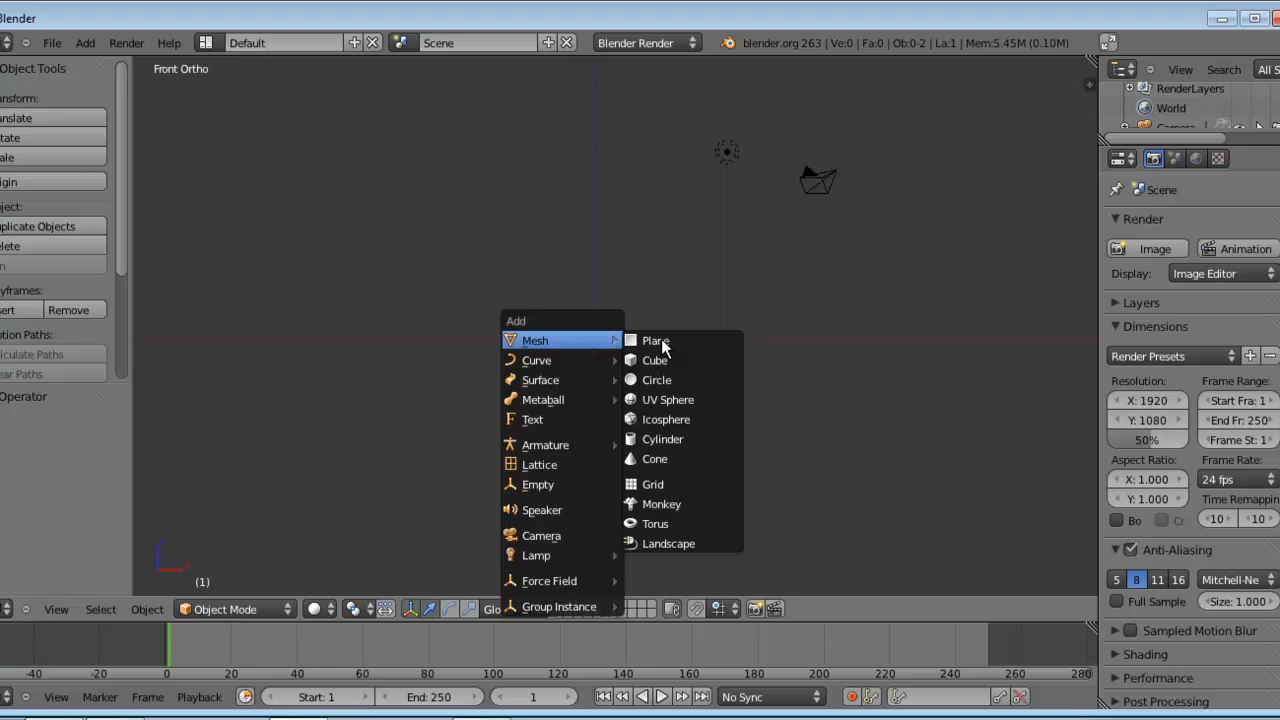 Blender
File Add Render Help Default Scene Blender Render blender.org 263 | Ve:0 | Fa:0 | Ob:0-2 | La:1 | Mem:5.45M (0.10M)
Object Tools
ansform:
anslate
tate
ale
igin
ject:
uplicate Objects
lete
in
yframes:
sert Remove
otion Paths:
lculate Paths
ear Paths
Operator
Front Ortho
Add
Mesh
Curve
Surface
Metaball
Text
Armature
Lattice
Empty
Speaker
Camera
Lamp
Force Field
Group Instance
Plane
Cube
Circle
UV Sphere
Icosphere
Cylinder
Cone
Grid
Monkey
Torus
Landscape
(1)
View Select Object Object Mode Glo
-40 -20 0 20 40 60 80 100 120 140 160 180 200 220 240 260 280
View Marker Frame Playback Start: 1 End: 250 1 No Sync
View Search All S
RenderLayers
World
Camera
Scene
Render
Image Animation
Display: Image Editor
Layers
Dimensions
Render Presets
Resolution: Frame Range:
X: 1920 Start Fra: 1
Y: 1080 End Fr: 250
50% Frame St: 1
Aspect Ratio: Frame Rate:
X: 1.000 24 fps
Y: 1.000 Time Remappin
Bo Cr 10 10
Anti-Aliasing
5 8 11 16 Mitchell-Ne
Full Sample Size: 1.000
Sampled Motion Blur
Shading
Performance
Post Processing